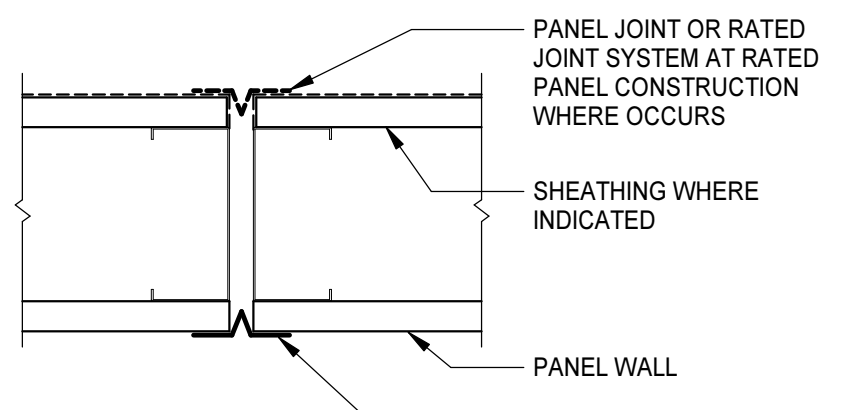 PANEL JOINT OR RATED
JOINT SYSTEM AT RATED
PANEL CONSTRUCTION
WHERE OCCURS
SHEATHING WHERE
INDICATED
PANEL WALL